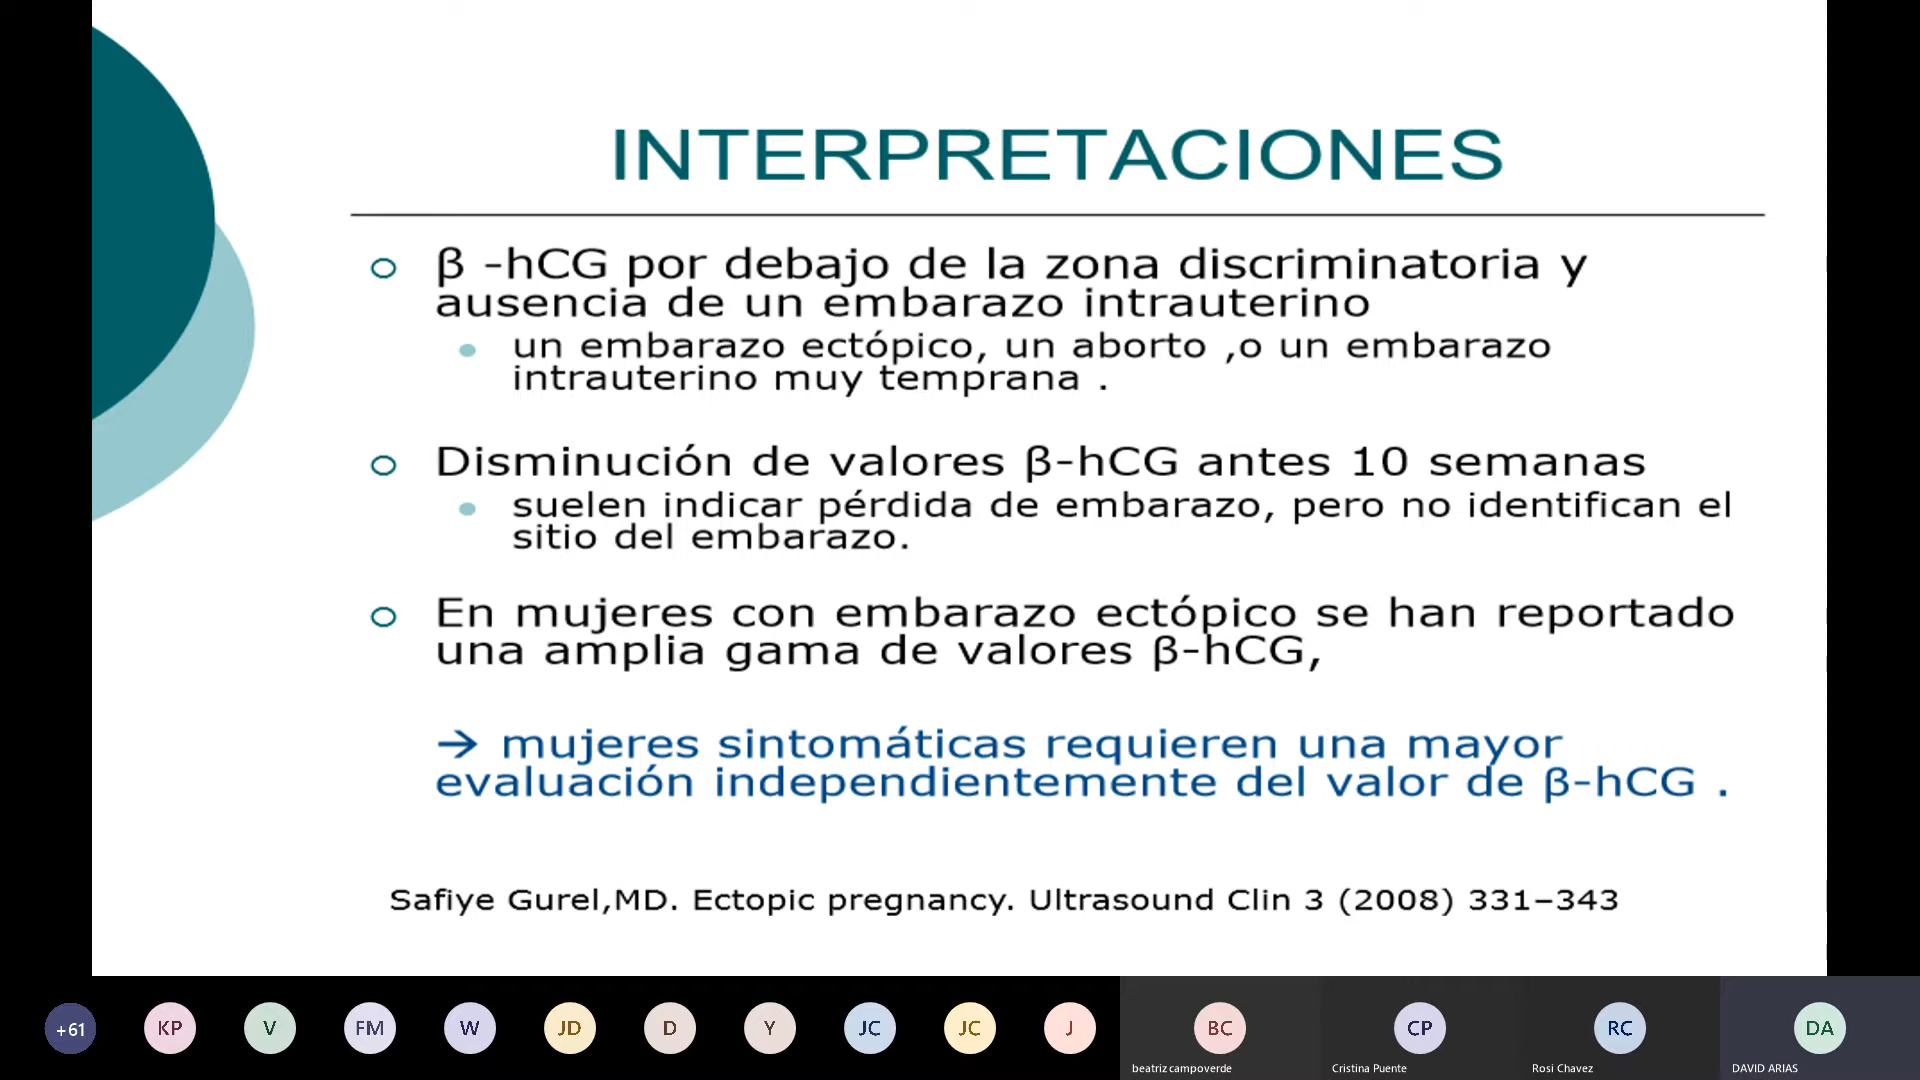 INTERPRETACIONES
β -hCG por debajo de la zona discriminatoria y
ausencia de un embarazo intrauterino
un embarazo ectópico, un aborto ,o un embarazo
intrauterino muy temprana .
Disminución de valores β-hCG antes 10 semanas
suelen indicar pérdida de embarazo, pero no identifican el
sitio del embarazo.
En mujeres con embarazo ectópico se han reportado
una amplia gama de valores β-hCG,
→ mujeres sintomáticas requieren una mayor
evaluación independientemente del valor de β-hCG .
Safiye Gurel,MD. Ectopic pregnancy. Ultrasound Clin 3 (2008) 331–343
+61 KP V FM W JD D Y JC JC J BC CP RC DA
beatriz campoverde Cristina Puente Rosi Chavez DAVID ARIAS